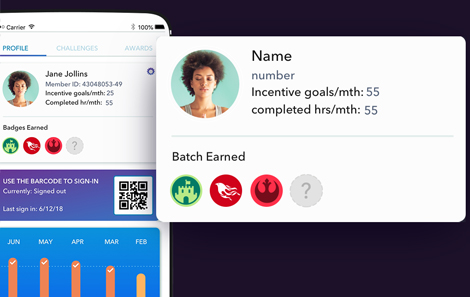 Carrier
100%
PROFILE
CHALLENGES
AWARDS
Jane Jollins
Member ID: 43048053-49
Incentive goals/mth: 25
Completed hr/mth: 55
Badges Earned
?
USE THE BARCODE TO SIGN-IN
Currently: Signed out
Last sign in: 6/12/18
JUN
MAY
APR
MAR
FEB
Name
number
Incentive goals/mth: 55
completed hrs/mth: 55
Batch Earned
?